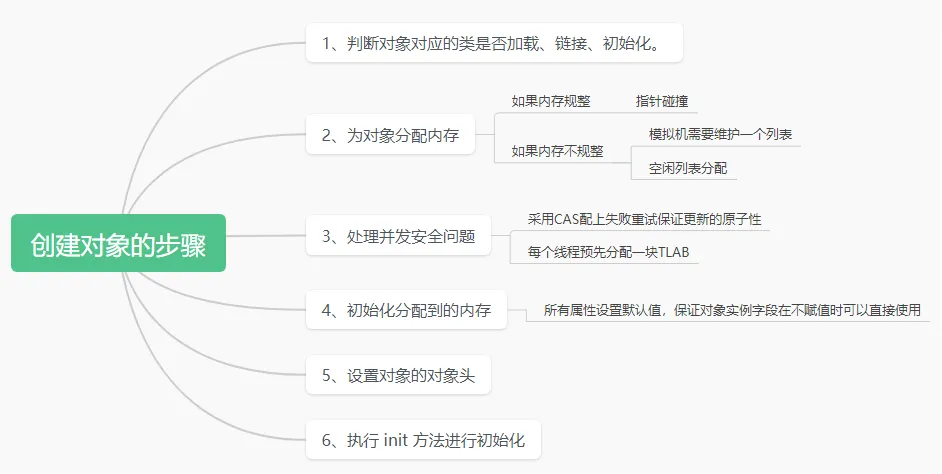 创建对象的步骤
1、判断对象对应的类是否加载、链接、初始化。
2、为对象分配内存
如果内存规整
指针碰撞
如果内存不规整
模拟机需要维护一个列表
空闲列表分配
3、处理并发安全问题
采用CAS配上失败重试保证更新的原子性
每个线程预先分配一块TLAB
4、初始化分配到的内存
所有属性设置默认值，保证对象实例字段在不赋值时可以直接使用
5、设置对象的对象头
6、执行 init 方法进行初始化